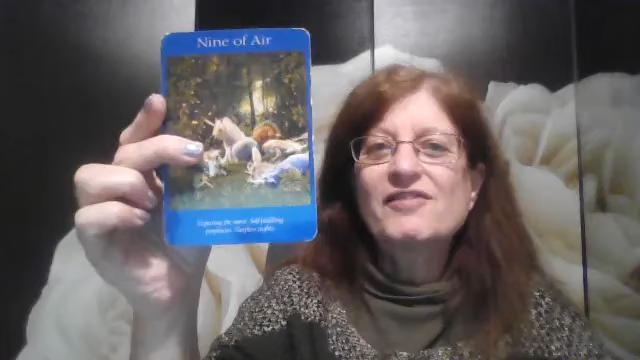 Nine of Air
Expecting the worst. Self-fulfilling
prophecies. Sleepless nights.